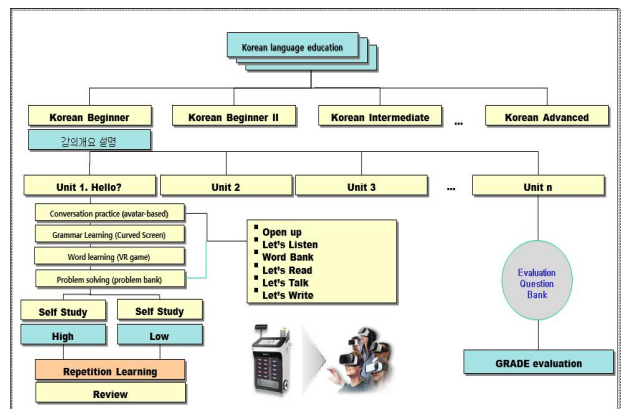 Korean language education
Korean Beginner
Korean Beginner II
Korean Intermediate
...
Korean Advanced
강의개요 설명
Unit 1. Hello?
Unit 2
Unit 3
...
Unit n
Conversation practice (avatar-based)
Grammar Learning (Curved Screen)
Word learning (VR game)
Problem solving (problem bank)
Open up
Let's Listen
Word Bank
Let's Read
Let's Talk
Let's Write
Evaluation
Question
Bank
Self Study
Self Study
High
Low
Repetition Learning
Review
GRADE evaluation